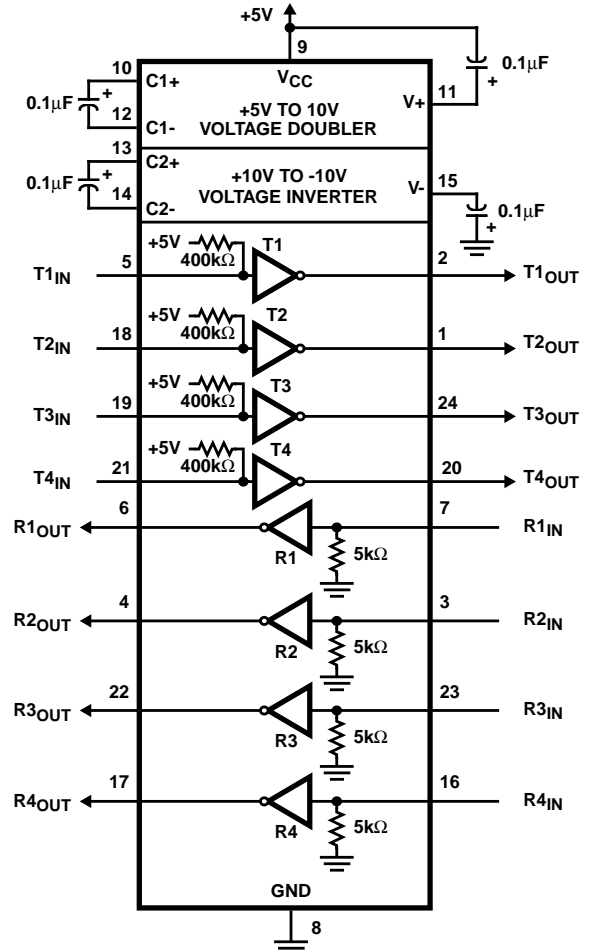 +5V
9
10
C1+
VCC
0.1µF
+
12
C1-
+5V TO 10V
VOLTAGE DOUBLER
V+
11
+
0.1µF
13
C2+
0.1µF
+
14
C2-
+10V TO -10V
VOLTAGE INVERTER
V-
15
0.1µF
+
+5V
400kΩ
T1
T1IN
5
2
T1OUT
+5V
400kΩ
T2
T2IN
18
1
T2OUT
+5V
400kΩ
T3
T3IN
19
24
T3OUT
+5V
400kΩ
T4
T4IN
21
20
T4OUT
R1OUT
6
7
R1IN
R1
5kΩ
R2OUT
4
3
R2IN
R2
5kΩ
R3OUT
22
23
R3IN
R3
5kΩ
R4OUT
17
16
R4IN
R4
5kΩ
GND
8